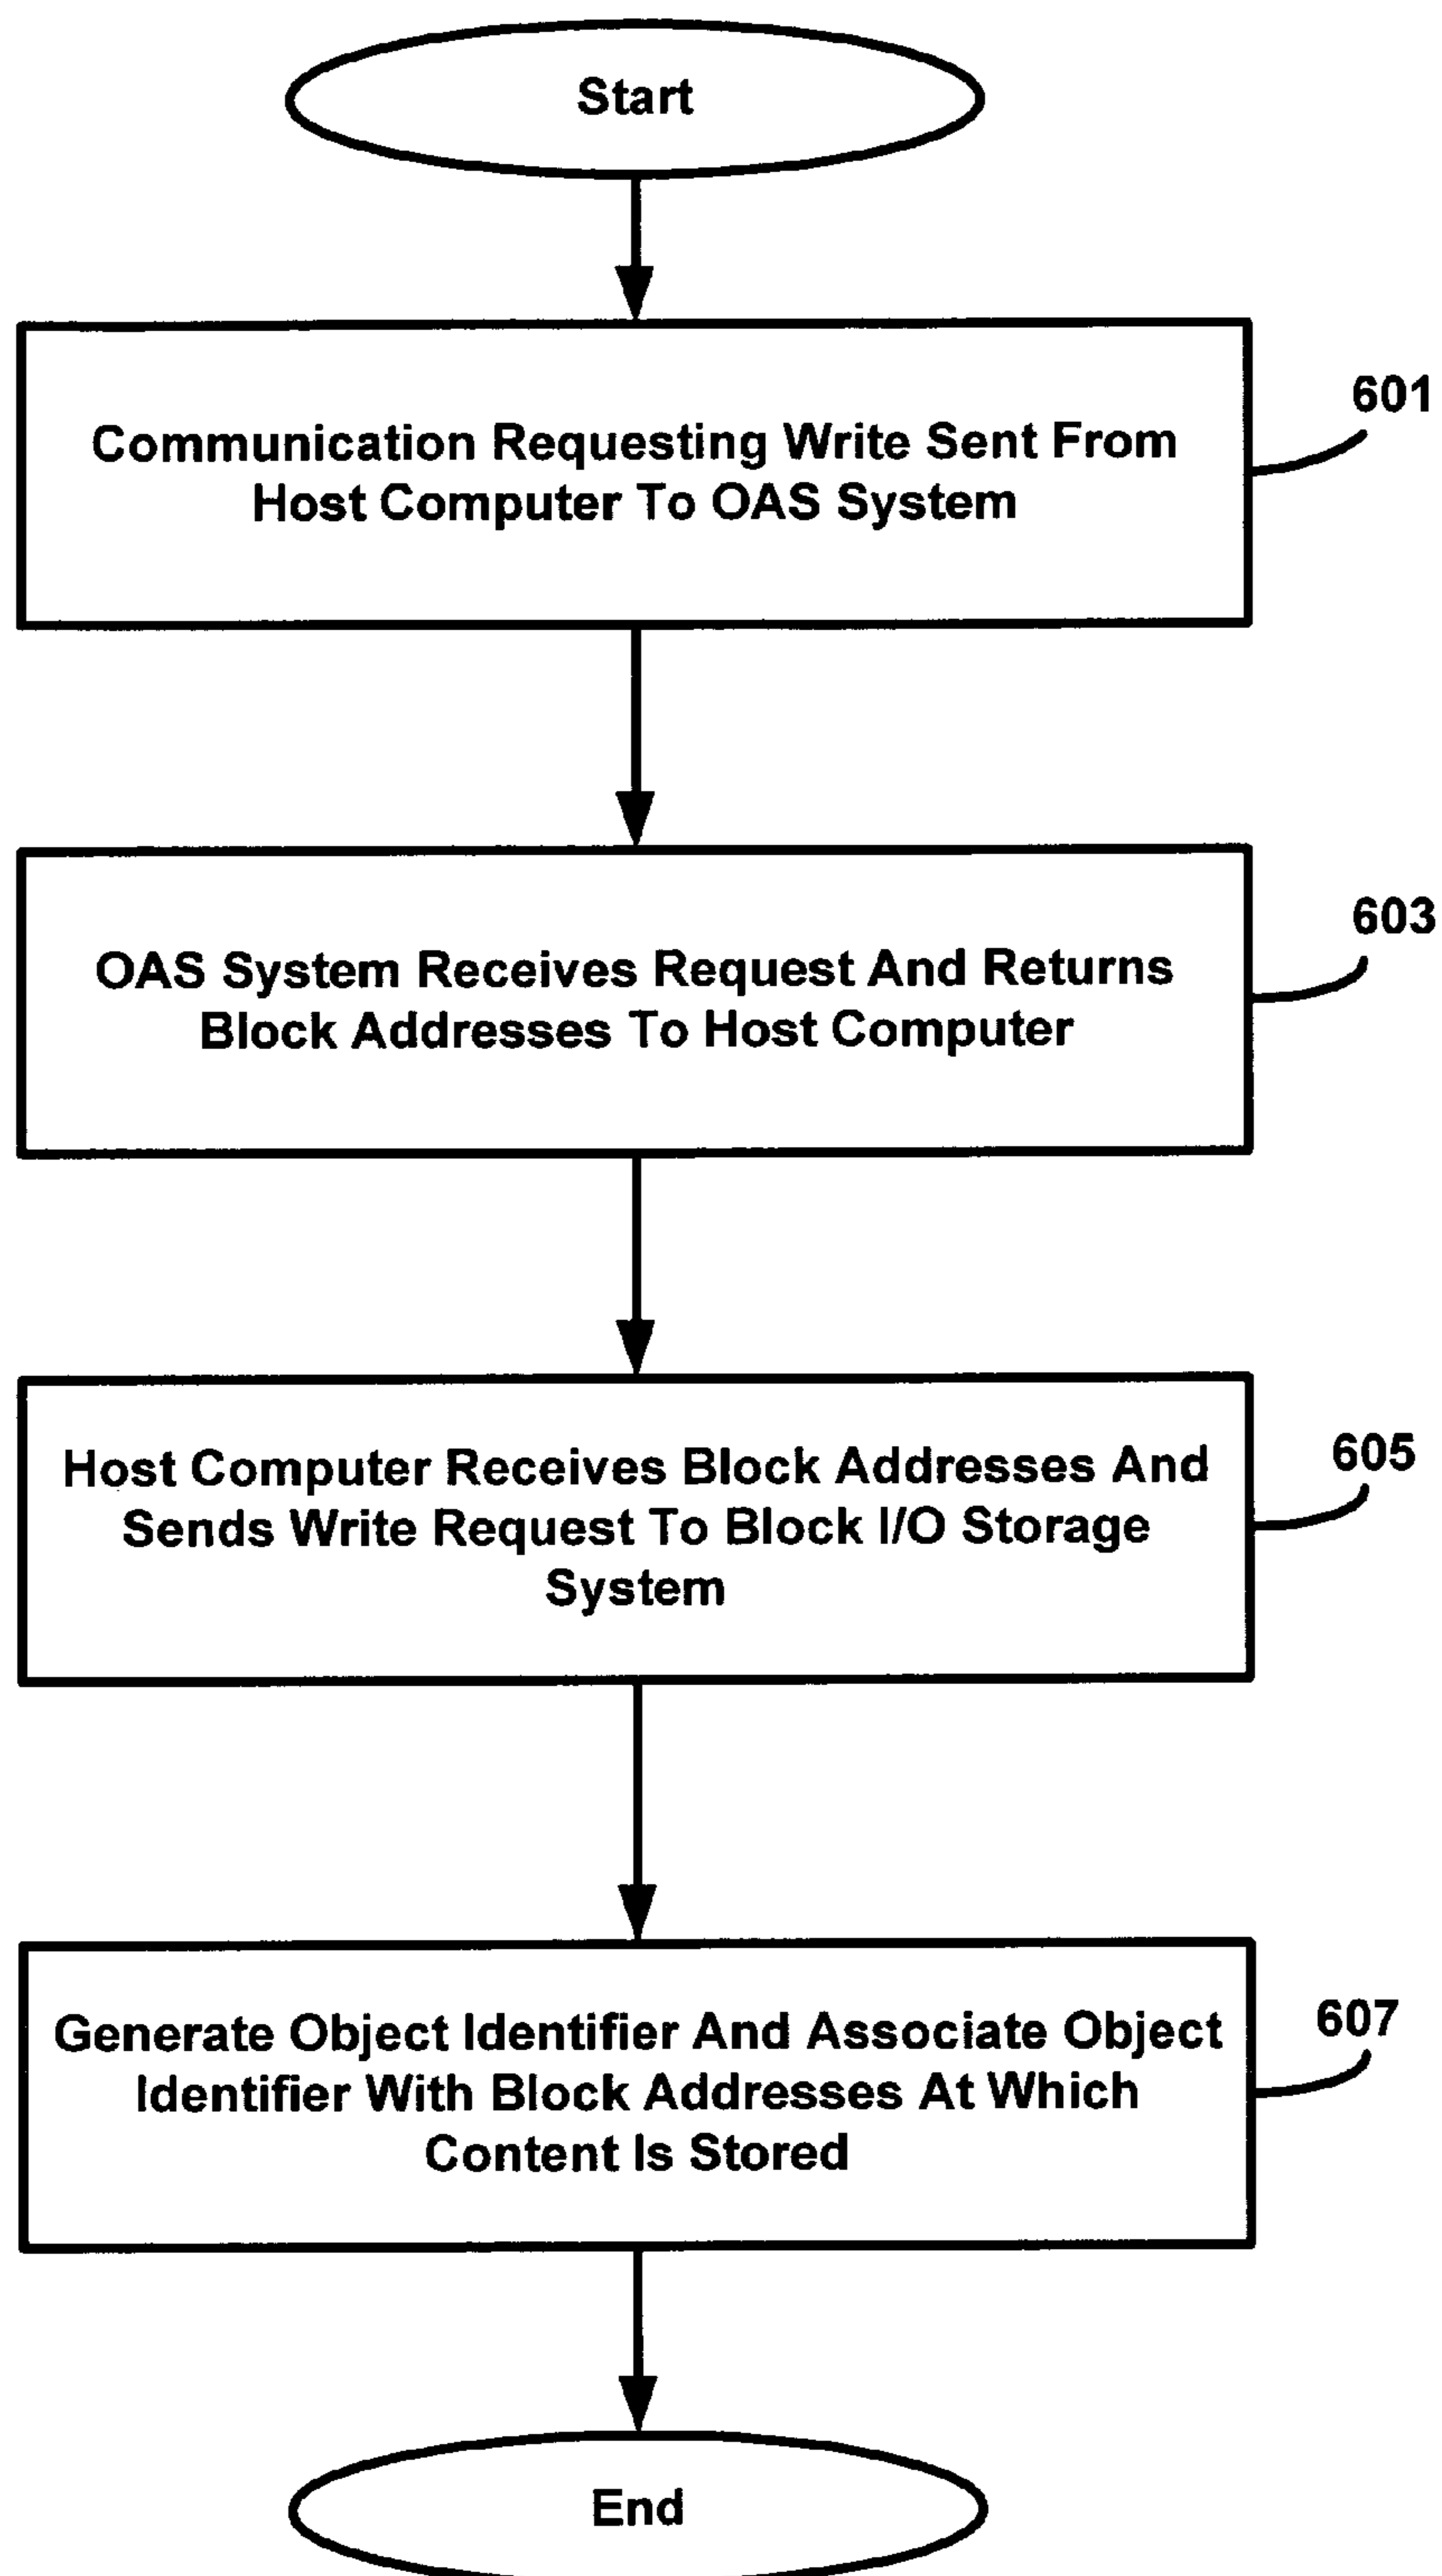 Start
Communication Requesting Write Sent From
Host Computer To OAS System
601
OAS System Receives Request And Returns
Block Addresses To Host Computer
603
Host Computer Receives Block Addresses And
Sends Write Request To Block I/O Storage
System
605
Generate Object Identifier And Associate Object
Identifier With Block Addresses At Which
Content Is Stored
607
End